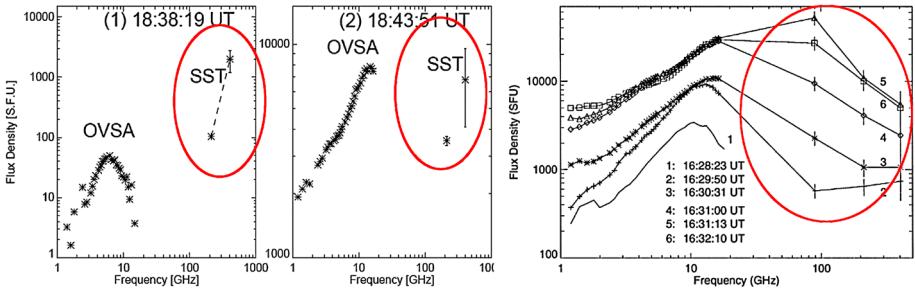 (1) 18:38:19 UT
Flux Density [S.F.U.]
10000
1000
100
10
1
OVSA
SST
1
10
100
1000
Frequency [GHz]
(2) 18:43:51 UT
10000
1000
OVSA
SST
1
10
100
1000
Frequency [GHz]
Flux Density (SFU)
10000
1000
100
1
1: 16:28:23 UT
2: 16:29:50 UT
3: 16:30:31 UT
4: 16:31:00 UT
5: 16:31:13 UT
6: 16:32:10 UT
5
6
4
3
2
1
10
100
Frequency (GHz)